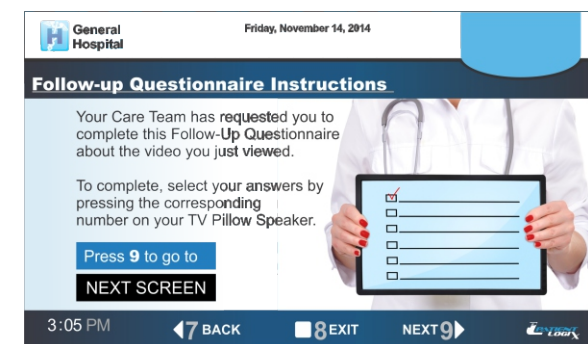 General
Hospital
Friday, November 14, 2014
Follow-up Questionnaire Instructions
Your Care Team has requested you to
complete this Follow-Up Questionnaire
about the video you just viewed.
To complete, select your answers by
pressing the corresponding
number on your TV Pillow Speaker.
Press 9 to go to
NEXT SCREEN
3:05 PM
7 BACK
8 EXIT
NEXT 9